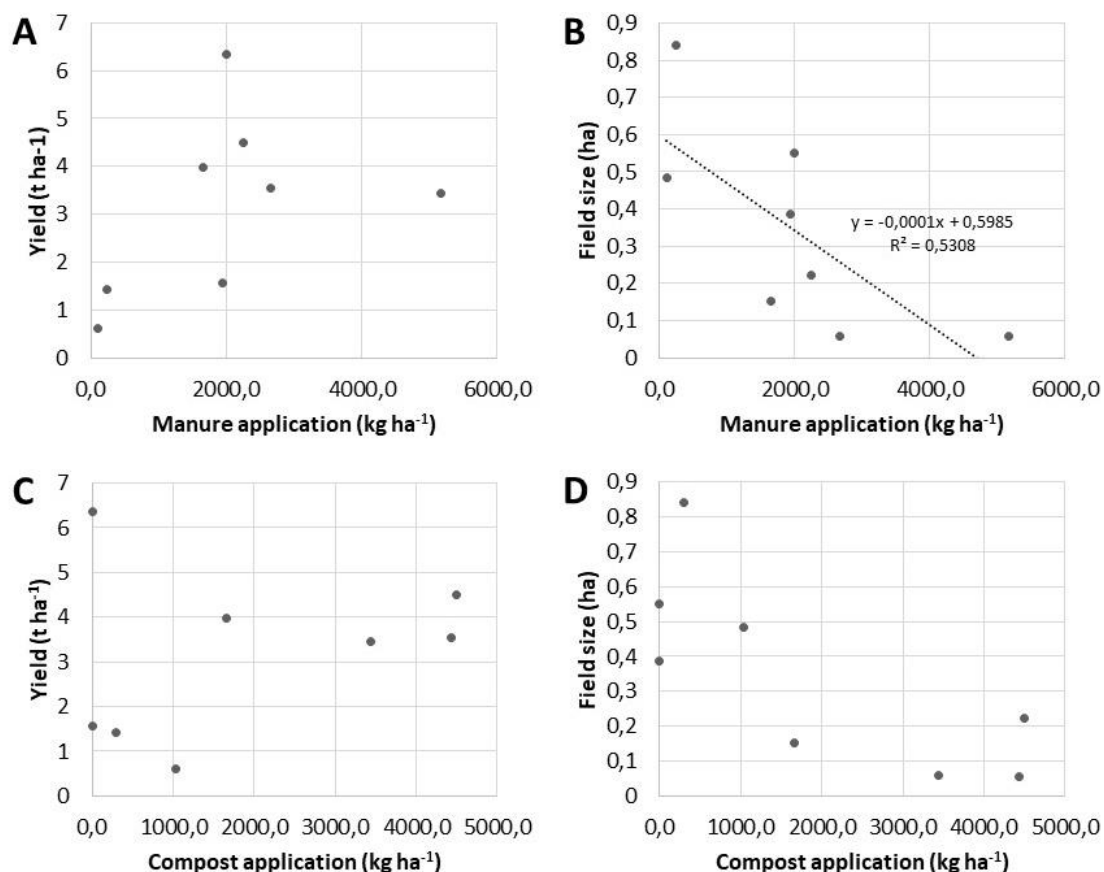 A
7
6
5
4
3
2
1
0
Yield (t ha-1)
0,0 2000,0 4000,0 6000,0
Manure application (kg ha⁻¹)
B
0,9
0,8
0,7
0,6
0,5
0,4
0,3
0,2
0,1
0
Field size (ha)
y = -0,0001x + 0,5985
R² = 0,5308
0,0 2000,0 4000,0 6000,0
Manure application (kg ha⁻¹)
C
7
6
5
4
3
2
1
0
Yield (t ha⁻¹)
0,0 1000,0 2000,0 3000,0 4000,0 5000,0
Compost application (kg ha⁻¹)
D
0,9
0,8
0,7
0,6
0,5
0,4
0,3
0,2
0,1
0
Field size (ha)
0,0 1000,0 2000,0 3000,0 4000,0 5000,0
Compost application (kg ha⁻¹)